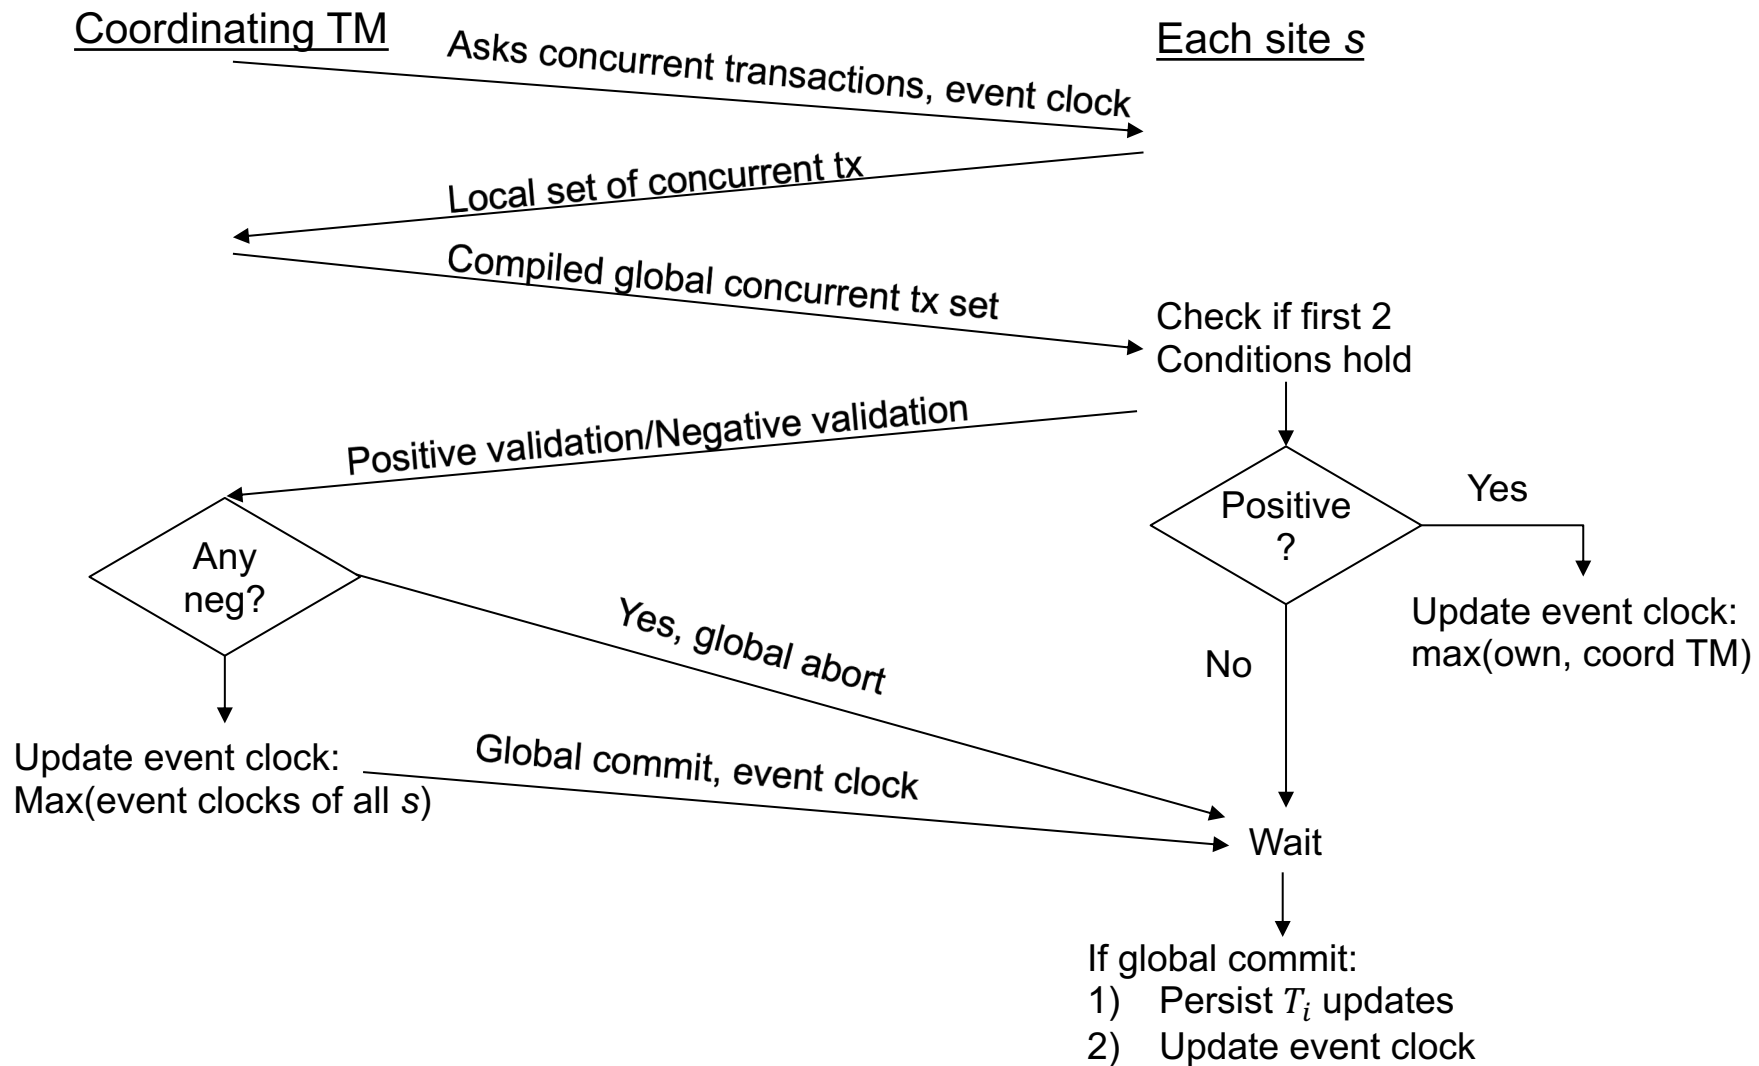 Coordinating TM
Each site s
Asks concurrent transactions, event clock
Local set of concurrent tx
Compiled global concurrent tx set
Check if first 2
Conditions hold
Positive validation/Negative validation
Positive
?
Yes
Any
neg?
Update event clock:
max(own, coord TM)
Yes, global abort
No
Update event clock:
Max(event clocks of all s)
Global commit, event clock
Wait
If global commit:
1) Persist T_i updates
2) Update event clock